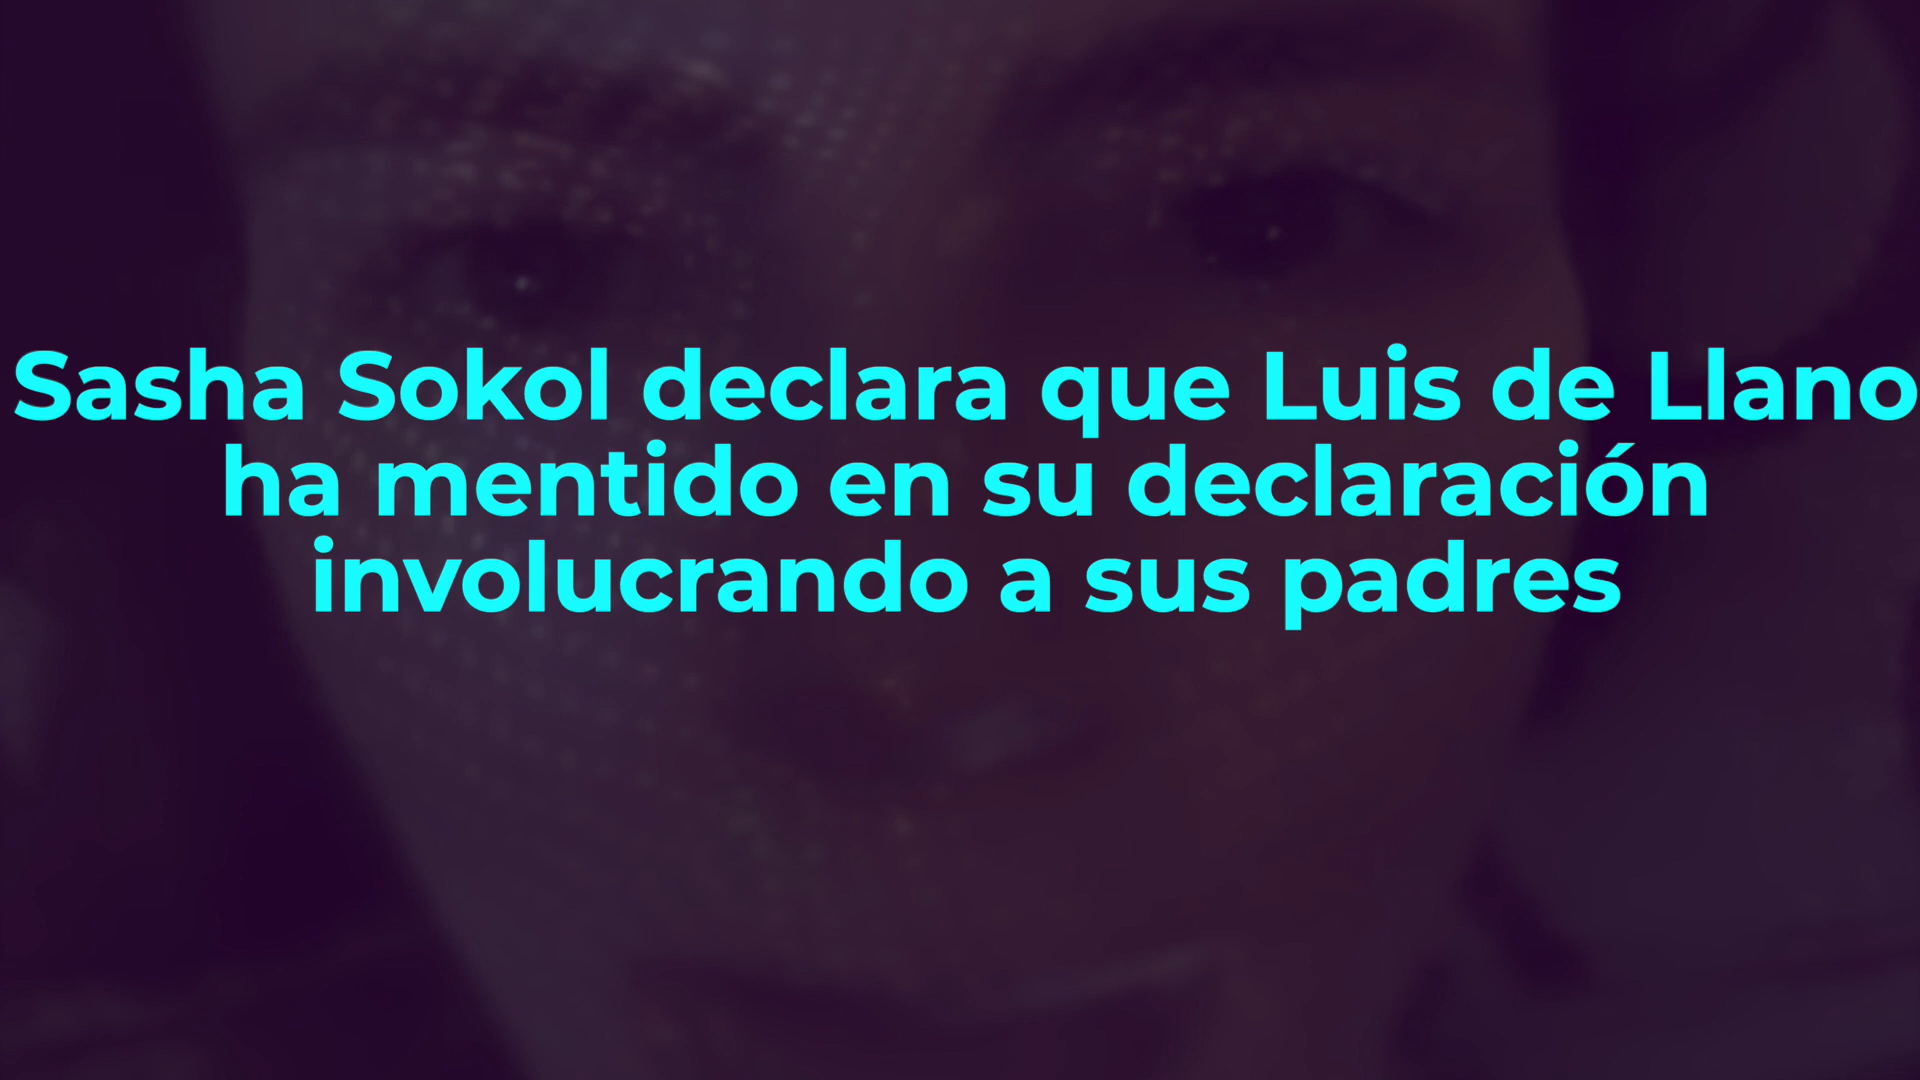 Sasha Sokol declara que Luis de Llano
ha mentido en su declaración
involucrando a sus padres